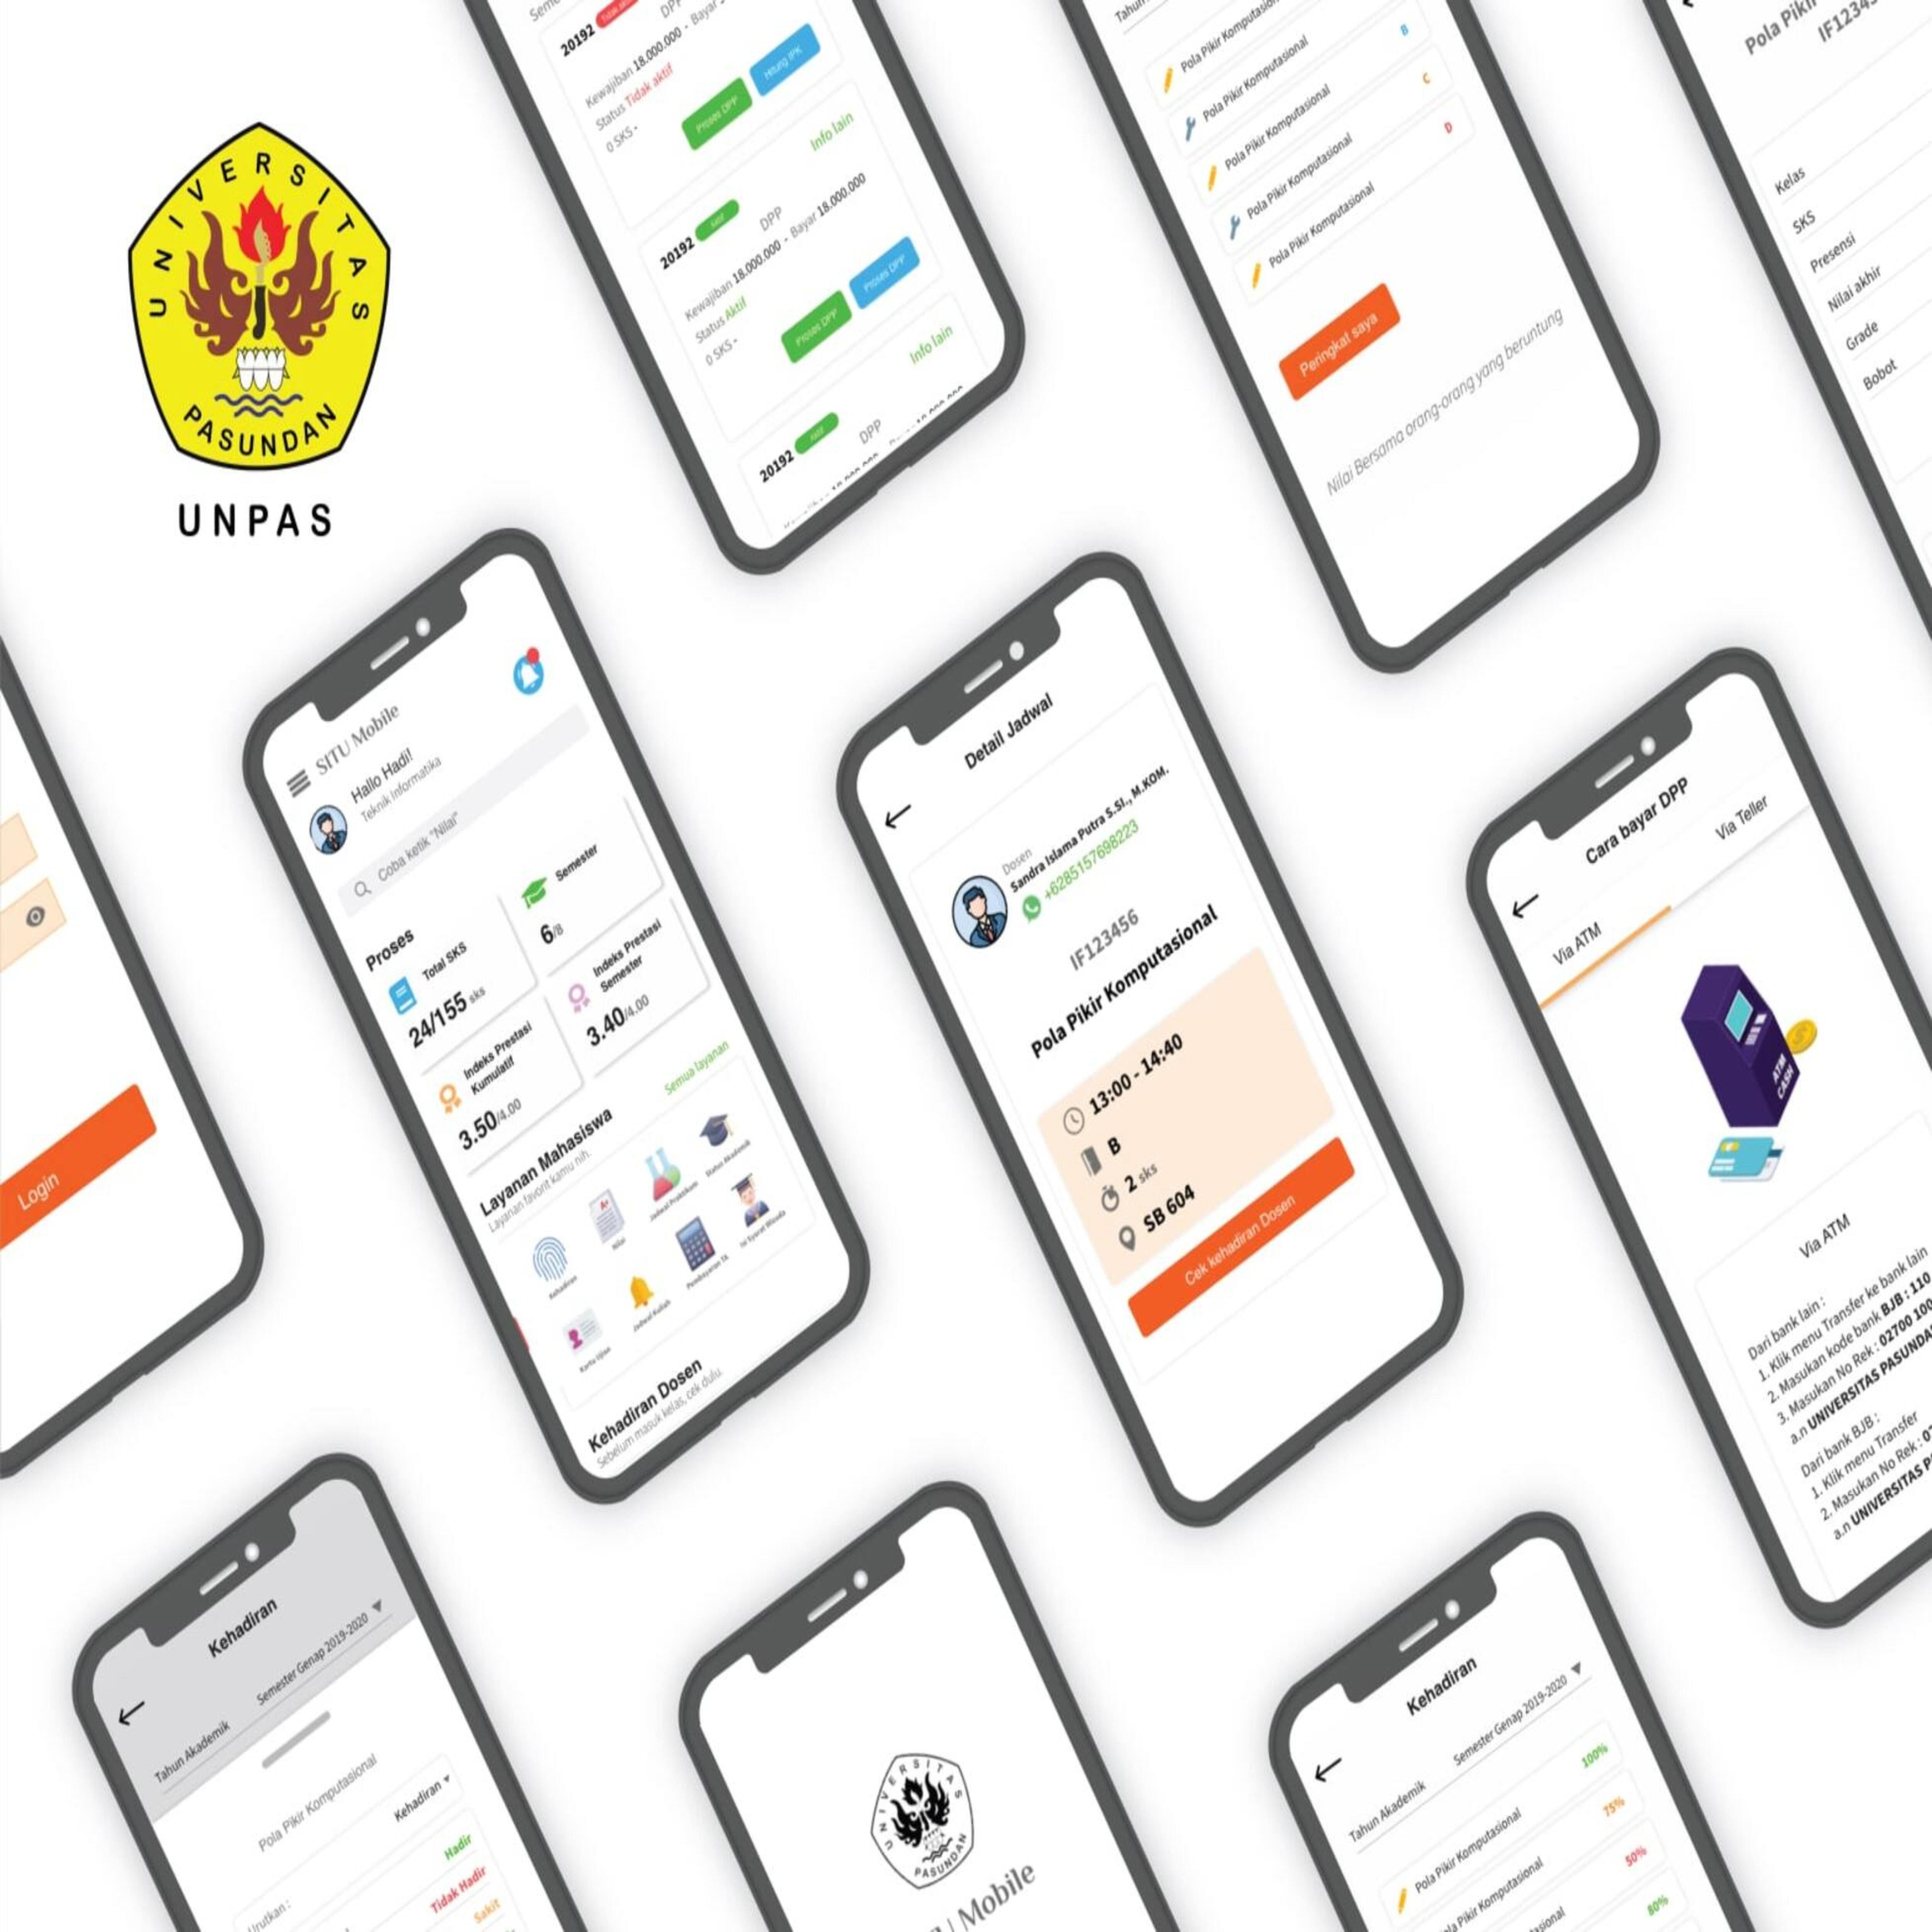 UNIVERSITAS
PASUNDAN
UNPAS
20192
Tidak aktif
DPP
Kewajiban 18.000.000 - Bayar
Status Tidak aktif
0 SKS -
Proses DPP
Hitung IPK
Info lain
20192
Aktif
DPP
Kewajiban 18.000.000 - Bayar 18.000.000
Status Aktif
0 SKS -
Proses DPP
Proses DPP
Info lain
20192
Aktif
DPP
Pola Pikir Komputasional
Pola Pikir Komputasional
B
Pola Pikir Komputasional
C
Pola Pikir Komputasional
D
Pola Pikir Komputasional
Peringkat saya
Nilai Bersama orang-orang yang beruntung
IF12345
Kelas
SKS
Presensi
Nilai akhir
Grade
Bobot
Login
SITU Mobile
Hallo Hadi!
Teknik Informatika
Coba ketik "Nilai"
Proses
Total SKS
24/155 sks
Semester
6/8
Indeks Prestasi
Kumulatif
3.50/4.00
Indeks Prestasi
Semester
3.40/4.00
Layanan Mahasiswa
Semua layanan
Layanan favorit kamu nih.
Kehadiran
Nilai
Jadwal Praktikum
Status Akademik
Kartu Ujian
Jadwal Kuliah
Pembayaran TA
Isi Syarat Wisuda
Kehadiran Dosen
Sebelum masuk kelas, cek dulu.
Detail Jadwal
Dosen
Sandra Islama Putra S.SI., M.KOM.
+6285157698223
IF123456
Pola Pikir Komputasional
13:00 - 14:40
B
2 sks
SB 604
Cek kehadiran Dosen
Cara bayar DPP
Via ATM
Via Teller
ATM
CASH
Via ATM
Dari bank lain :
1. Klik menu Transfer ke bank lain
2. Masukan kode bank BJB : 110
3. Masukan No Rek : 02700 100
a.n UNIVERSITAS PASUNDA
Dari bank BJB :
1. Klik menu Transfer
2. Masukan No Rek : 0
a.n UNIVERSITAS P
Kehadiran
Tahun Akademik
Semester Genap 2019-2020
Pola Pikir Komputasional
Urutkan :
Kehadiran
Hadir
Tidak Hadir
Sakit
UNIVERSITAS
PASUNDAN
Mobile
Kehadiran
Tahun Akademik
Semester Genap 2019-2020
Pola Pikir Komputasional
100%
Pikir Komputasional
75%
50%
80%